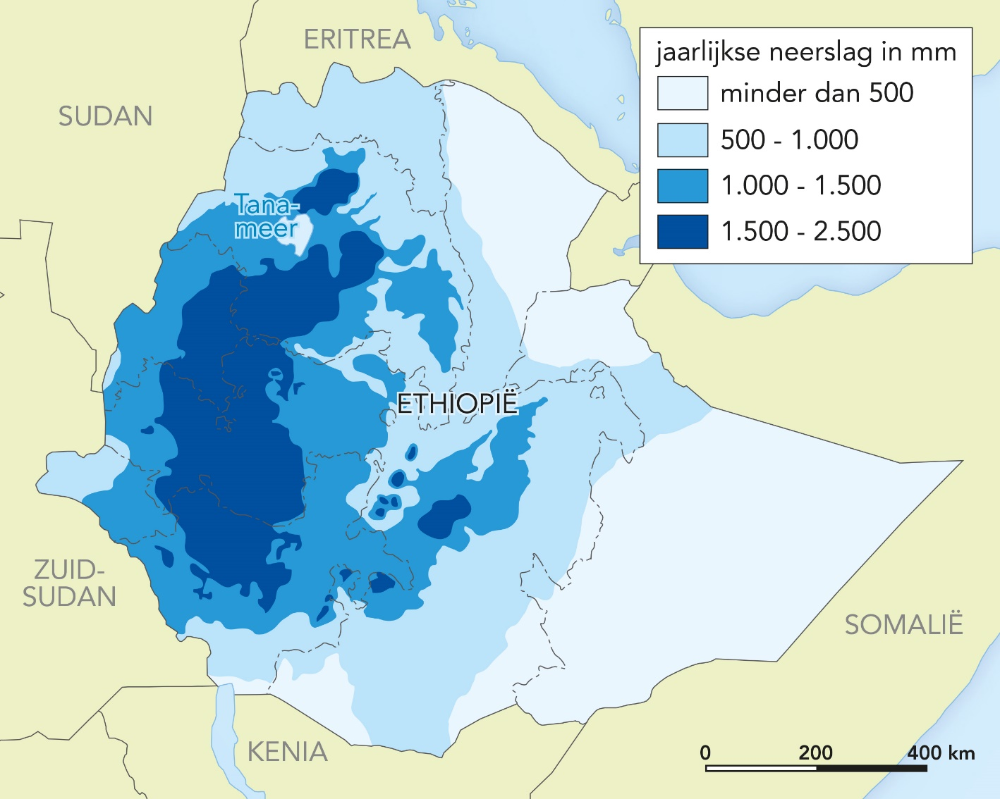 ERITREA
jaarlijkse neerslag in mm
minder dan 500
500 - 1.000
1.000 - 1.500
1.500 - 2.500
SUDAN
Tana-
meer
ETHIOPIË
ZUID-
SUDAN
SOMALIË
KENIA
0 200 400 km